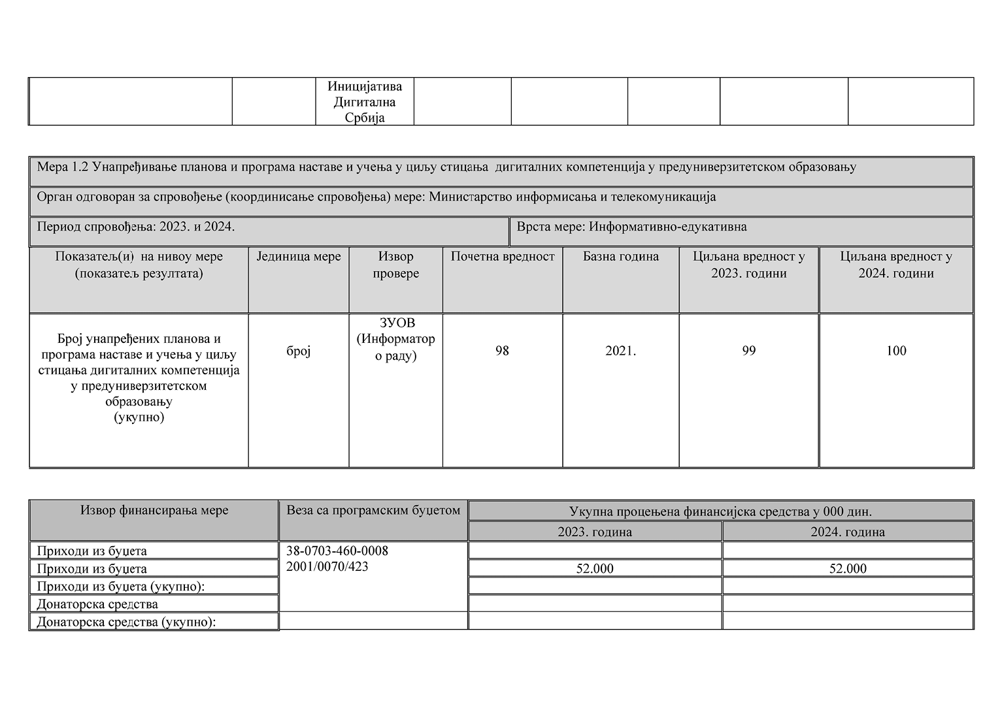 Иницијатива
Дигитална
Србија
Мера 1.2 Унапређивање планова и програма наставе и учења у циљу стицања дигиталних компетенција у предуниверзитетском образовању
Орган одговоран за спровођење (координисање спровођења) мере: Министарство информисања и телекомуникација
Период спровођења: 2023. и 2024.
Врста мере: Информативно-едукативна
Показатељ(и) на нивоу мере
(показатељ резултата)
Јединица мере
Извор
провере
Почетна вредност
Базна година
Циљана вредност у
2023. години
Циљана вредност у
2024. години
Број унапређених планова и
програма наставе и учења у циљу
стицања дигиталних компетенција
у предуниверзитетском
образовању
(укупно)
број
ЗУОВ
(Информатор
о раду)
98
2021.
99
100
Извор финансирања мере
Веза са програмским буџетом
Укупна процењена финансијска средства у 000 дин.
2023. година
2024. година
Приходи из буџета
38-0703-460-0008
Приходи из буџета
2001/0070/423
52.000
52.000
Приходи из буџета (укупно):
Донаторска средства
Донаторска средства (укупно):